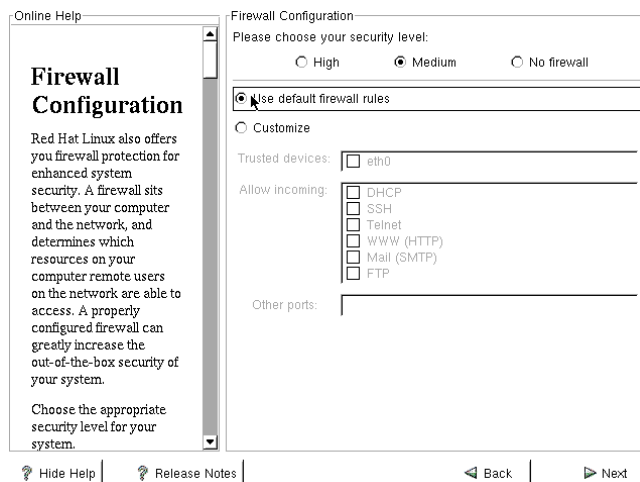 Online Help
Firewall
Configuration
Red Hat Linux also offers
you firewall protection for
enhanced system
security. A firewall sits
between your computer
and the network, and
determines which
resources on your
computer remote users
on the network are able to
access. A properly
configured firewall can
greatly increase the
out-of-the-box security of
your system.
Choose the appropriate
security level for your
system.
Firewall Configuration
Please choose your security level:
High Medium No firewall
Use default firewall rules
Customize
Trusted devices: eth0
Allow incoming: DHCP
SSH
Telnet
WWW (HTTP)
Mail (SMTP)
FTP
Other ports:
Hide Help Release Notes Back Next